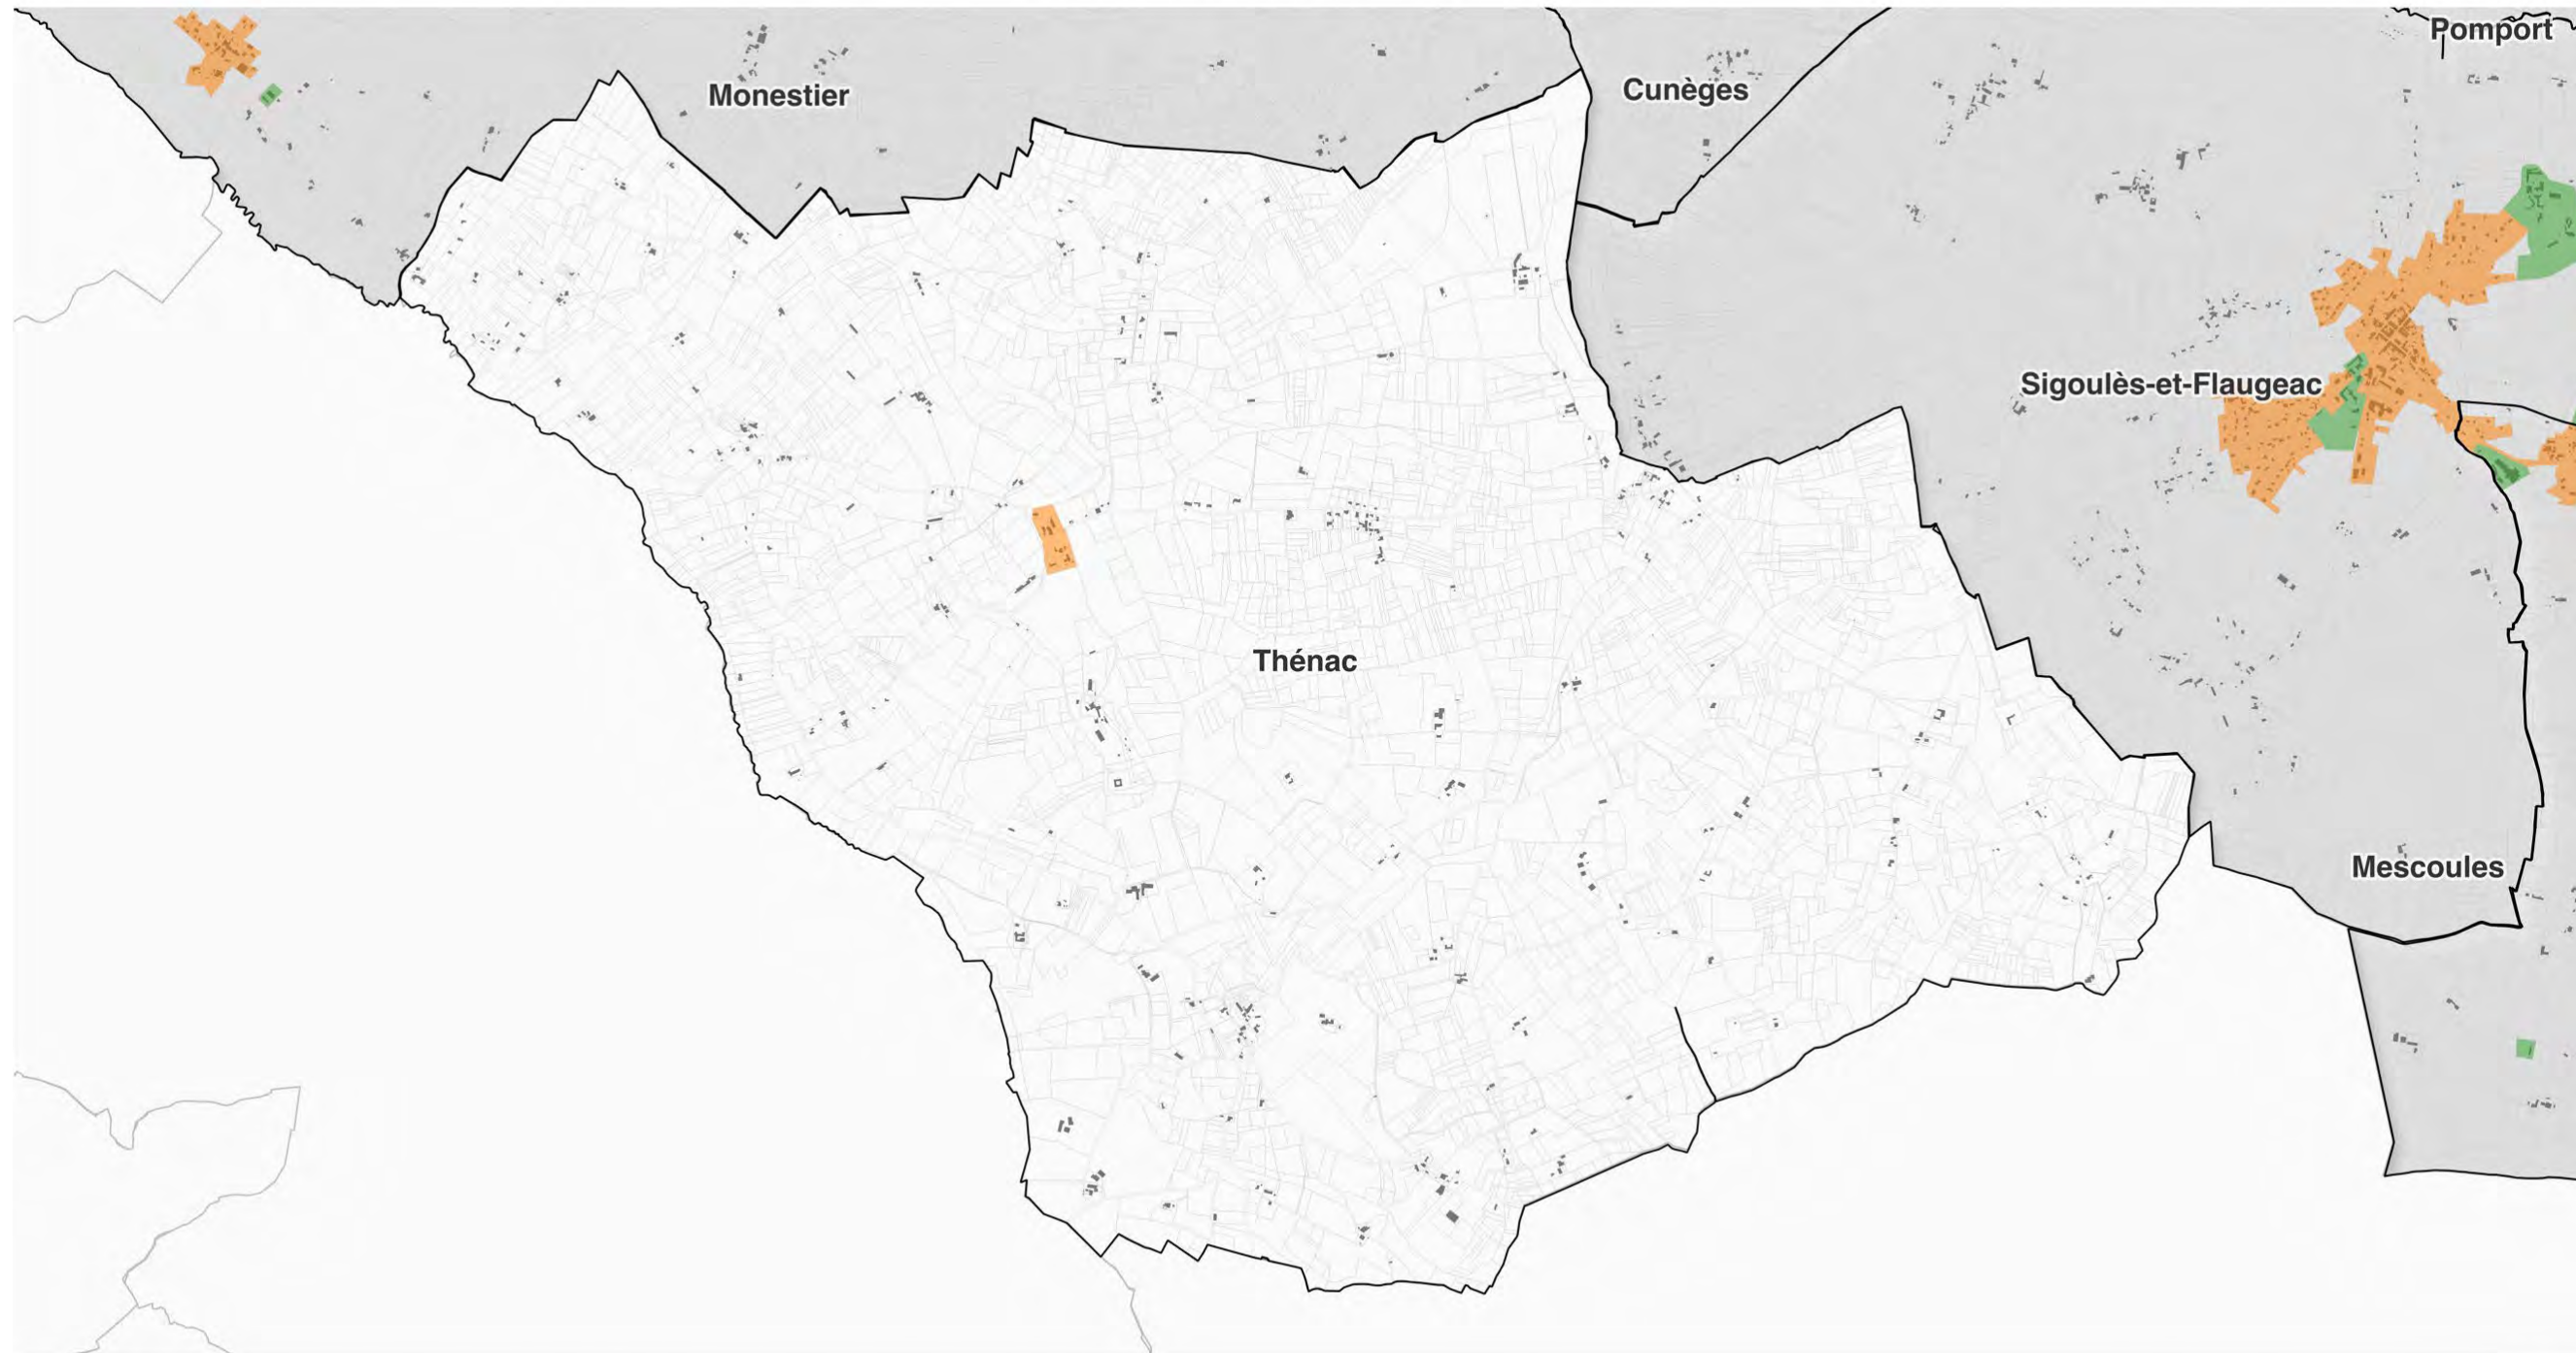 Pomport
Monestier
Cunèges
Sigoulès-et-Flaugeac
Thénac
Mescoules